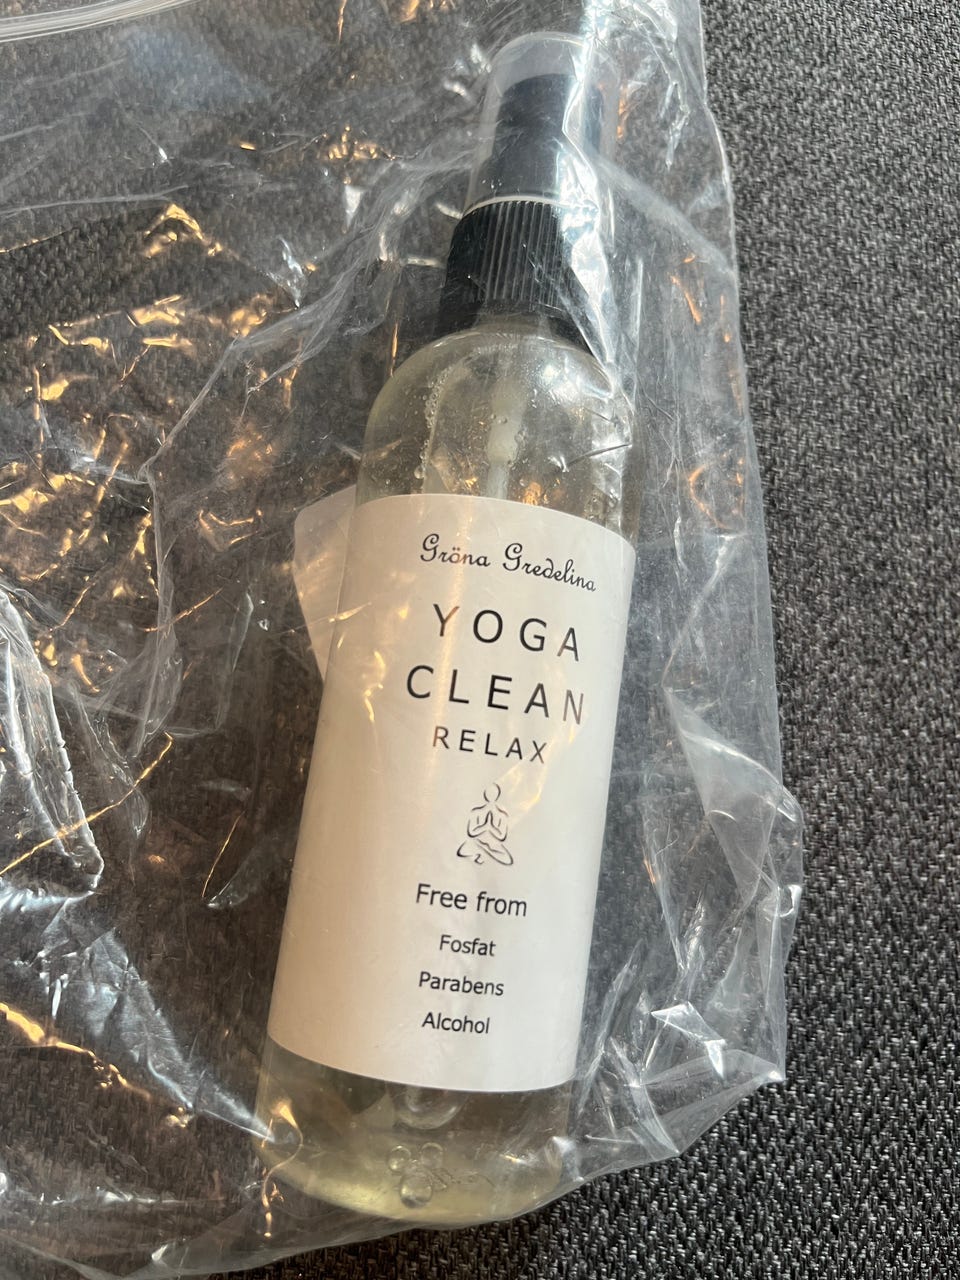 Gröna Gredelina
YOGA
CLEAN
RELAX
Free from
Fosfat
Parabens
Alcohol